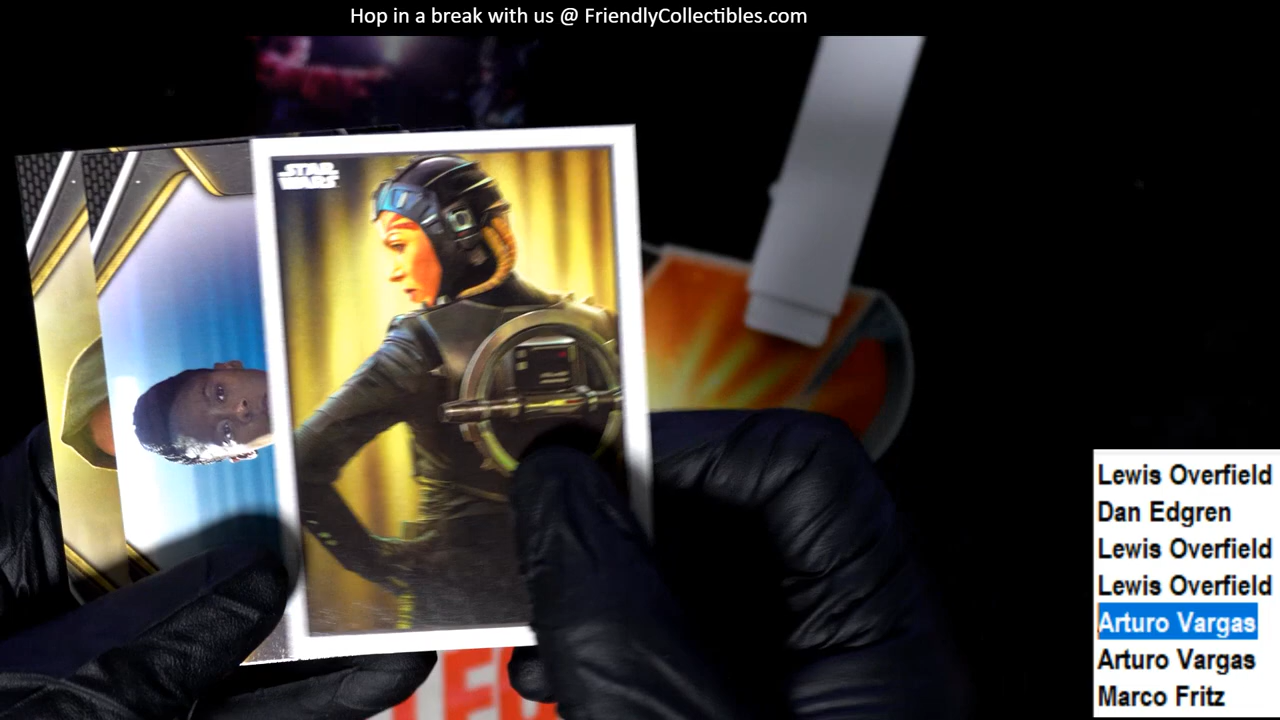 Hop in a break with us @ FriendlyCollectibles.com
STAR
WARS
Lewis Overfield
Dan Edgren
Lewis Overfield
Lewis Overfield
Arturo Vargas
Arturo Vargas
Marco Fritz